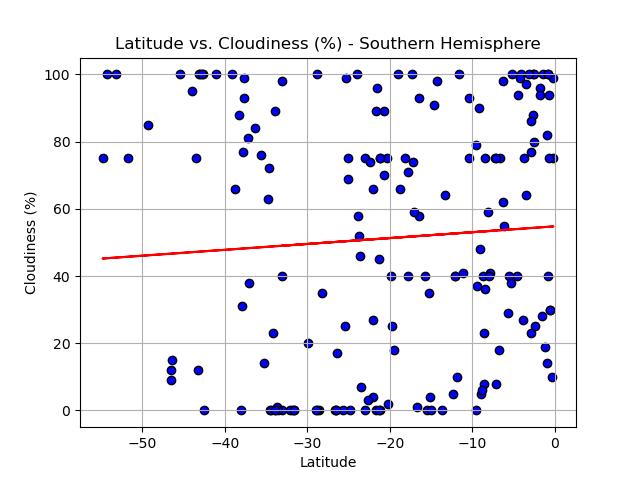 Latitude vs. Cloudiness (%) - Southern Hemisphere
100
80
60
40
20
0
Cloudiness (%)
−50 −40 −30 −20 −10 0
Latitude